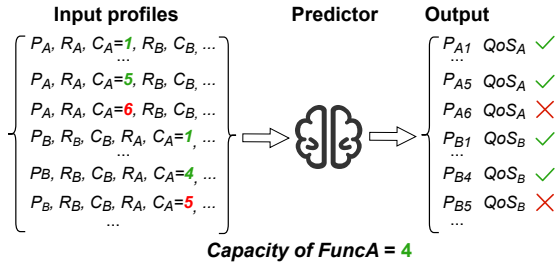 Input profiles Predictor Output
P_A, R_A, C_A=1, R_B, C_B, ... P_A1 QoS_A
... ...
P_A, R_A, C_A=5, R_B, C_B, ... P_A5 QoS_A
P_A, R_A, C_A=6, R_B, C_B, ... P_A6 QoS_A
P_B, R_B, C_B, R_A, C_A=1, ... P_B1 QoS_B
...
P_B, R_B, C_B, R_A, C_A=4, ... P_B4 QoS_B
P_B, R_B, C_B, R_A, C_A=5, ... P_B5 QoS_B
... ...
Capacity of FuncA = 4